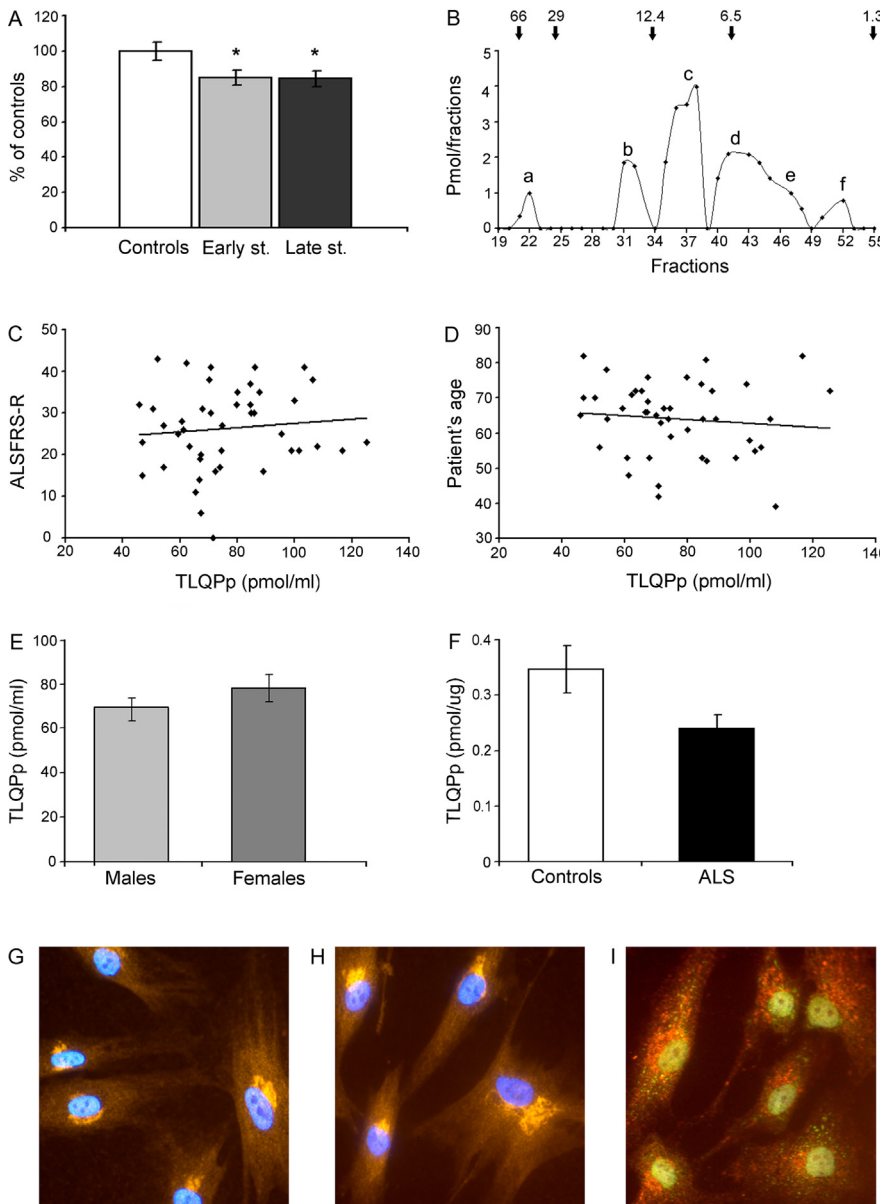 A
% of controls
120
100
80
60
40
20
0
* *
Controls Early st. Late st.
B
66 29 12.4 6.5 1.3
Pmol/fractions
5
4
3
2
1
0
a b c d e f
19 22 25 28 31 34 37 40 43 46 49 52 55
Fractions
C
ALSFRS-R
50
40
30
20
10
0
20 40 60 80 100 120 140
TLQPp (pmol/ml)
D
Patient's age
90
80
70
60
50
40
30
20 40 60 80 100 120 140
TLQPp (pmol/ml)
E
TLQPp (pmol/ml)
100
80
60
40
20
0
Males Females
F
TLQPp (pmol/ug)
0.4
0.3
0.2
0.1
0
Controls ALS
G H I